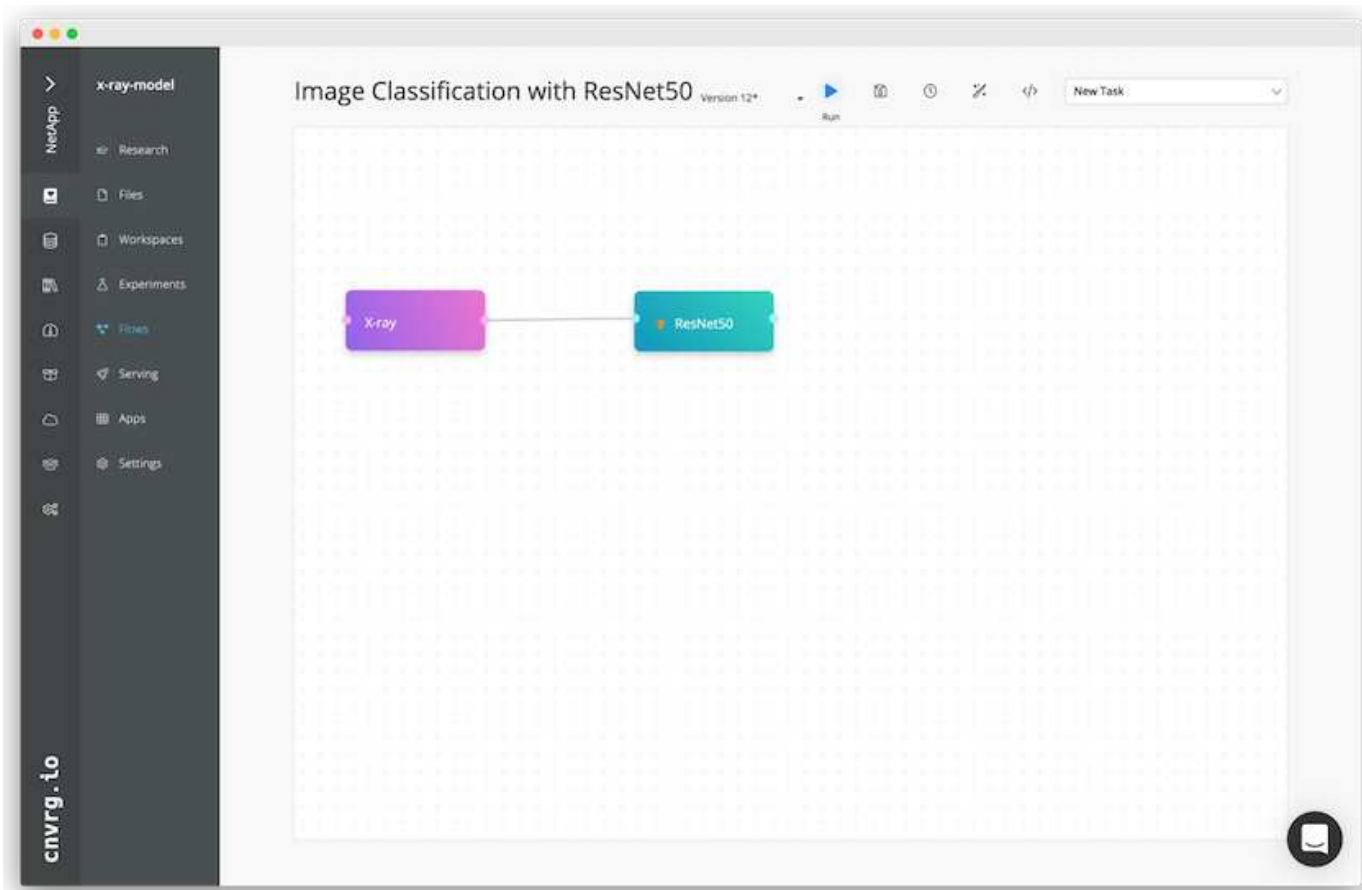 NetApp
cnvrg.io
x-ray-model
Research
Files
Workspaces
Experiments
Flows
Serving
Apps
Settings
Image Classification with ResNet50 Version 12*
Run
New Task
X-ray
ResNet50